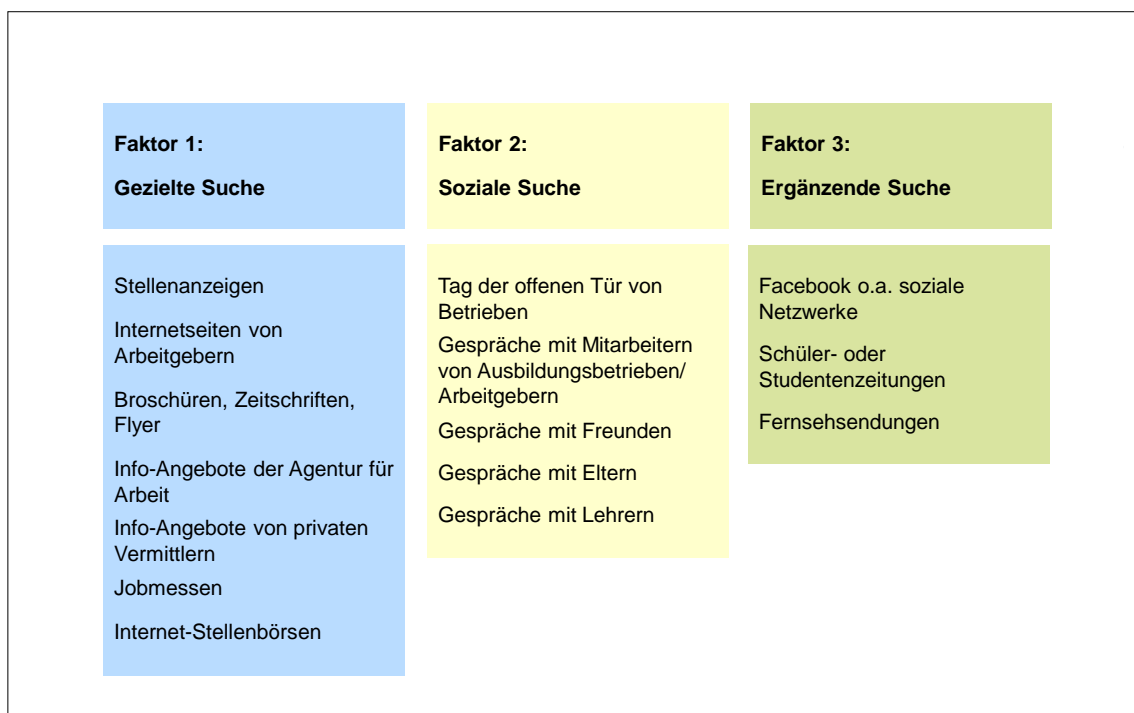 Faktor 1:
Gezielte Suche
Stellenanzeigen
Internetseiten von
Arbeitgebern
Broschüren, Zeitschriften,
Flyer
Info-Angebote der Agentur für
Arbeit
Info-Angebote von privaten
Vermittlern
Jobmessen
Internet-Stellenbörsen
Faktor 2:
Soziale Suche
Tag der offenen Tür von
Betrieben
Gespräche mit Mitarbeitern
von Ausbildungsbetrieben/
Arbeitgebern
Gespräche mit Freunden
Gespräche mit Eltern
Gespräche mit Lehrern
Faktor 3:
Ergänzende Suche
Facebook o.a. soziale
Netzwerke
Schüler- oder
Studentenzeitungen
Fernsehsendungen